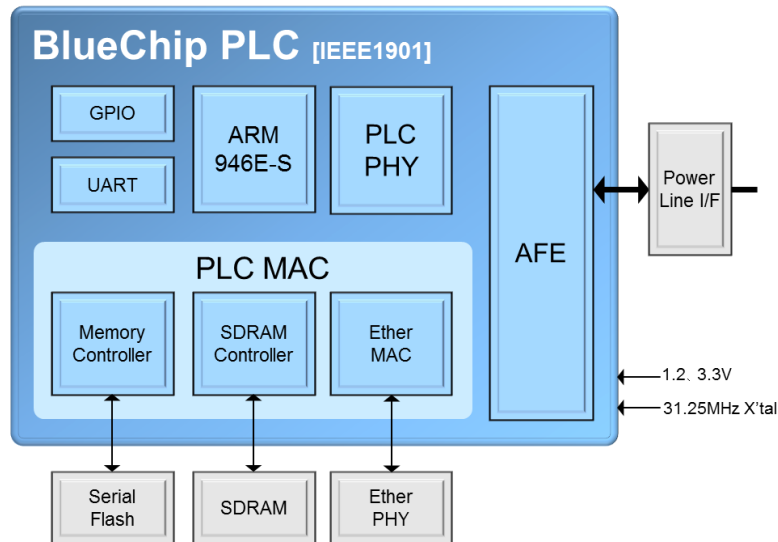 BlueChip PLC [IEEE1901]
GPIO
UART
ARM
946E-S
PLC
PHY
AFE
Power
Line I/F
PLC MAC
Memory
Controller
SDRAM
Controller
Ether
MAC
1.2、3.3V
31.25MHz X'tal
Serial
Flash
SDRAM
Ether
PHY